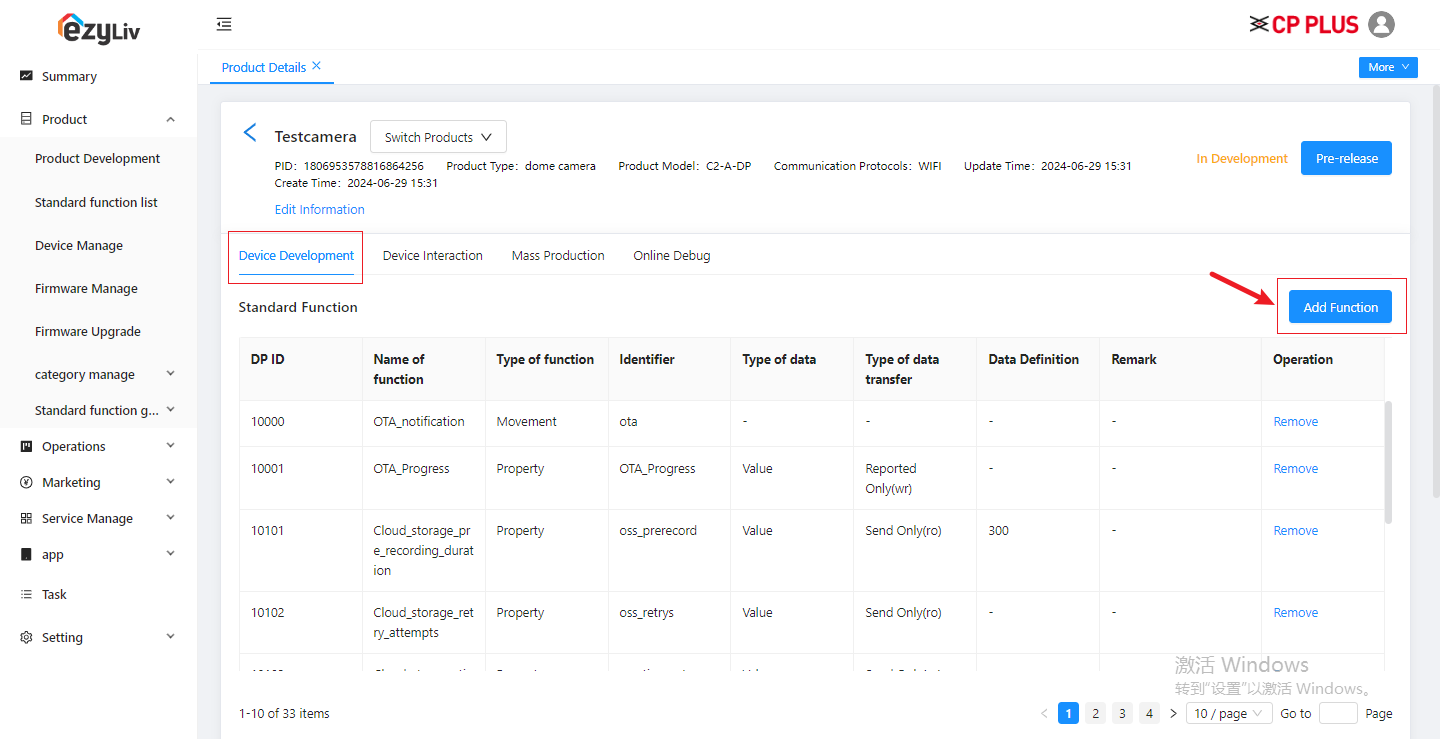 ezyLiv
CP PLUS
Summary
Product
Product Development
Standard function list
Device Manage
Firmware Manage
Firmware Upgrade
category manage
Standard function g...
Operations
Marketing
Service Manage
app
Task
Setting
Product Details
More
Testcamera
Switch Products
PID: 1806953578816864256 Product Type: dome camera Product Model: C2-A-DP Communication Protocols: WIFI Update Time: 2024-06-29 15:31
Create Time: 2024-06-29 15:31
Edit Information
In Development
Pre-release
Device Development Device Interaction Mass Production Online Debug
Standard Function
Add Function
DP ID Name of function Type of function Identifier Type of data Type of data transfer Data Definition Remark Operation
10000 OTA_notification Movement ota - - - - Remove
10001 OTA_Progress Property OTA_Progress Value Reported Only(wr) - - Remove
10101 Cloud_storage_pre_recording_duration Property oss_prerecord Value Send Only(ro) 300 - Remove
10102 Cloud_storage_retry_attempts Property oss_retrys Value Send Only(ro) - - Remove
激活 Windows
转到“设置”以激活 Windows。
1-10 of 33 items
1 2 3 4 10 / page Go to Page